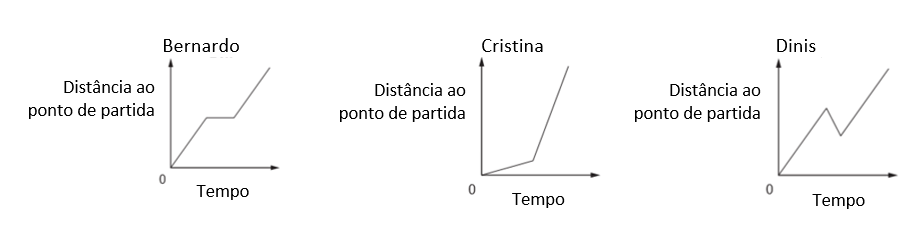 Bernardo
Distância ao
ponto de partida
0
Tempo
Cristina
Distância ao
ponto de partida
0
Tempo
Dinis
Distância ao
ponto de partida
0
Tempo